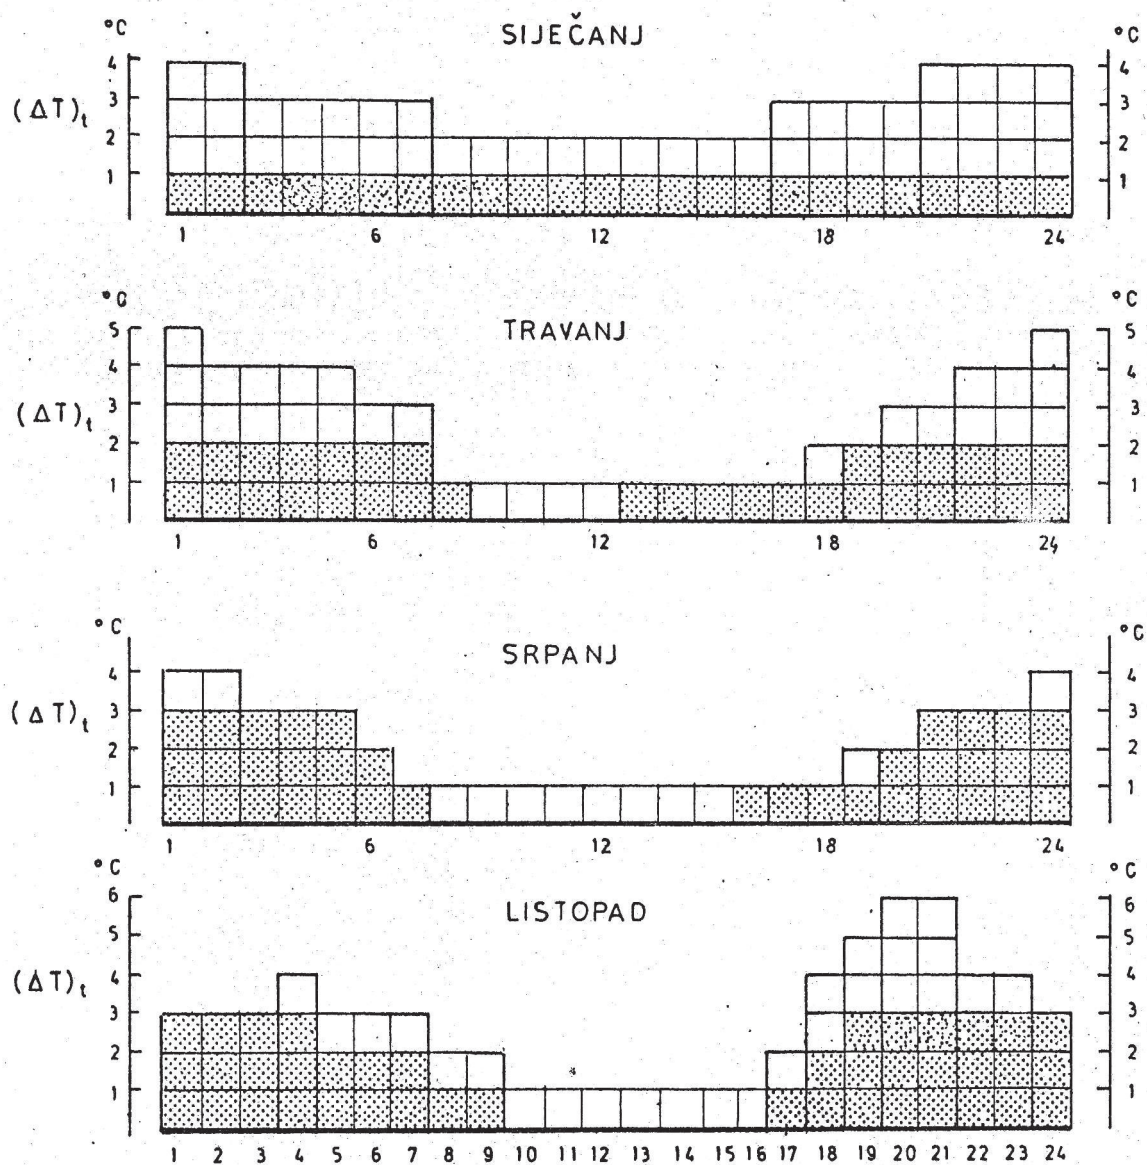 °C SIJEČANJ °C
4 4
(ΔT)t 3 3
2 2
1 1
1 6 12 18 24
°C TRAVANJ °C
5 5
4 4
(ΔT)t 3 3
2 2
1 1
1 6 12 18 24
°C SRPANJ °C
4 4
(ΔT)t 3 3
2 2
1 1
1 6 12 18 24
°C LISTOPAD °C
6 6
5 5
(ΔT)t 4 4
3 3
2 2
1 1
1 2 3 4 5 6 7 8 9 10 11 12 13 14 15 16 17 18 19 20 21 22 23 24